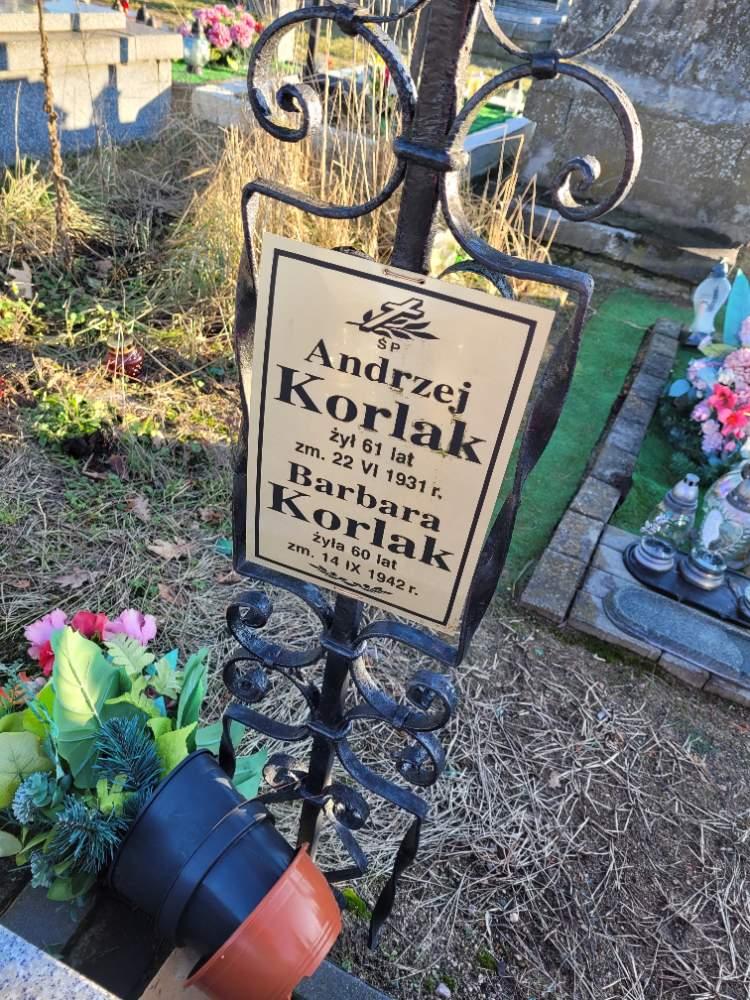 ŚP
Andrzej
Korlak
żył 61 lat
zm. 22 VI 1931 r.
Barbara
Korlak
żyła 60 lat
zm. 14 IX 1942 r.